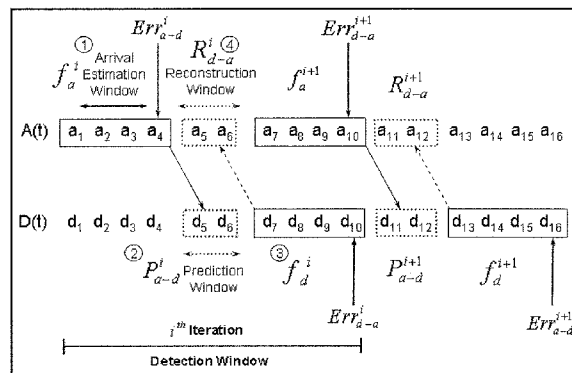 Err^i_{a-d}
Err^{i+1}_{d-a}
① Arrival Estimation Window
f_a^i
R^i_{d-a} ④
Reconstruction Window
f_a^{i+1}
R^{i+1}_{d-a}
A(t) a1 a2 a3 a4 a5 a6 a7 a8 a9 a10 a11 a12 a13 a14 a15 a16
D(t) d1 d2 d3 d4 d5 d6 d7 d8 d9 d10 d11 d12 d13 d14 d15 d16
② P^i_{a-d}
Prediction Window
③ f_d^i
P^{i+1}_{a-d}
f_d^{i+1}
Err^i_{d-a}
Err^{i+1}_{a-d}
i^th Iteration
Detection Window